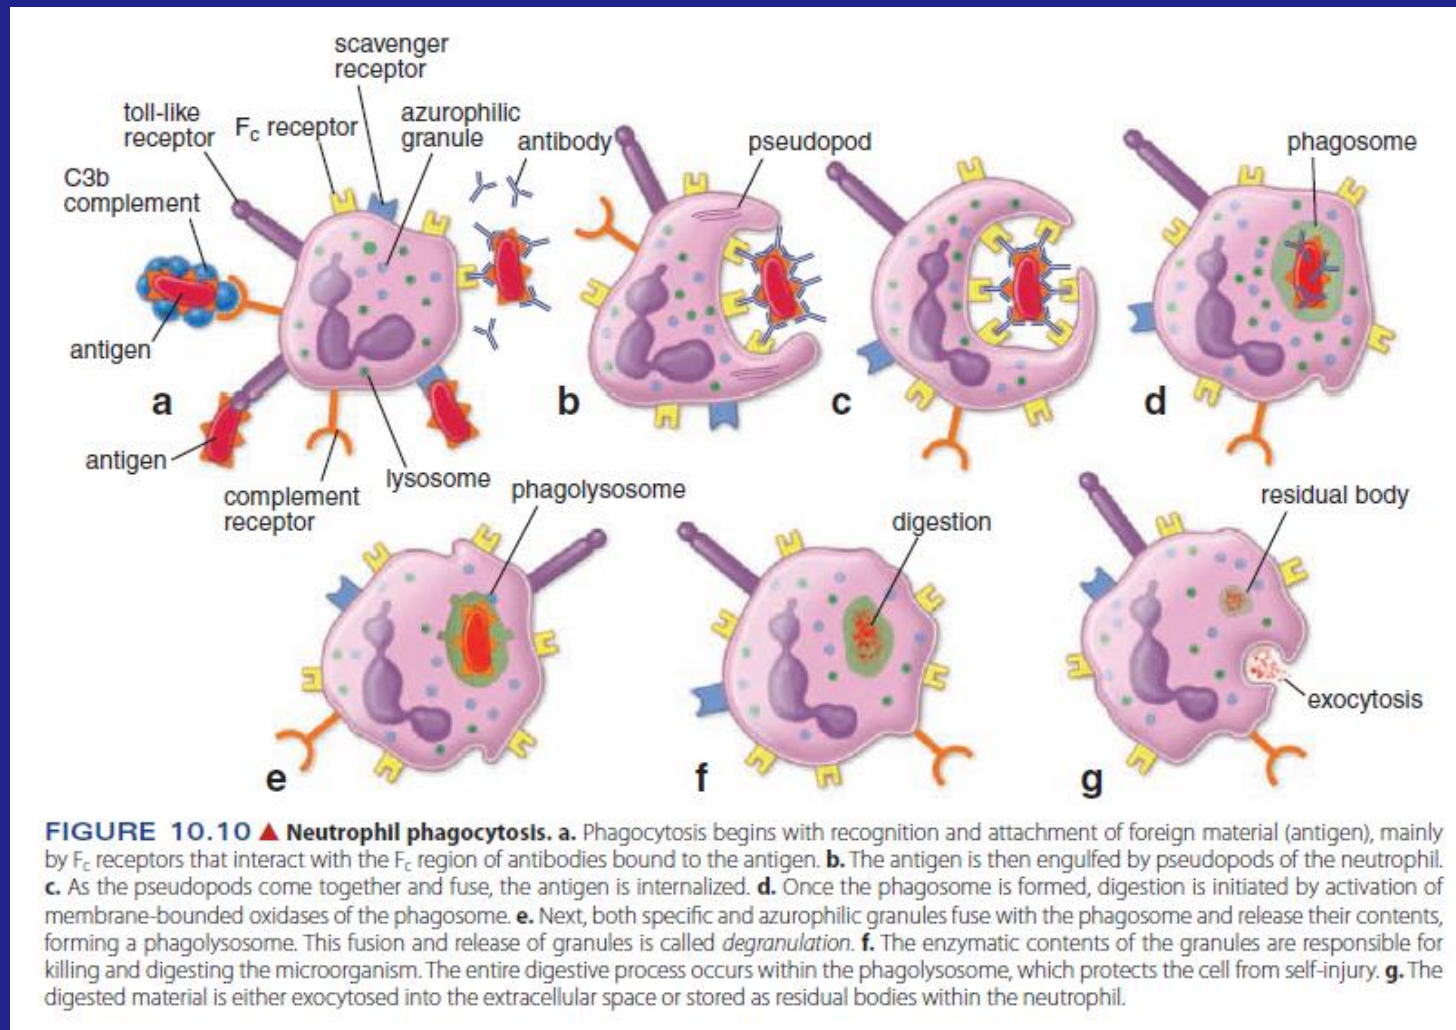 scavenger
receptor
toll-like
receptor
Fc receptor
azurophilic
granule
antibody
pseudopod
phagosome
C3b
complement
antigen
a
b
c
d
antigen
lysosome
complement
receptor
phagolysosome
digestion
residual body
exocytosis
e
f
g
FIGURE 10.10 ▲ Neutrophil phagocytosis. a. Phagocytosis begins with recognition and attachment of foreign material (antigen), mainly
by Fc receptors that interact with the Fc region of antibodies bound to the antigen. b. The antigen is then engulfed by pseudopods of the neutrophil.
c. As the pseudopods come together and fuse, the antigen is internalized. d. Once the phagosome is formed, digestion is initiated by activation of
membrane-bounded oxidases of the phagosome. e. Next, both specific and azurophilic granules fuse with the phagosome and release their contents,
forming a phagolysosome. This fusion and release of granules is called degranulation. f. The enzymatic contents of the granules are responsible for
killing and digesting the microorganism. The entire digestive process occurs within the phagolysosome, which protects the cell from self-injury. g. The
digested material is either exocytosed into the extracellular space or stored as residual bodies within the neutrophil.